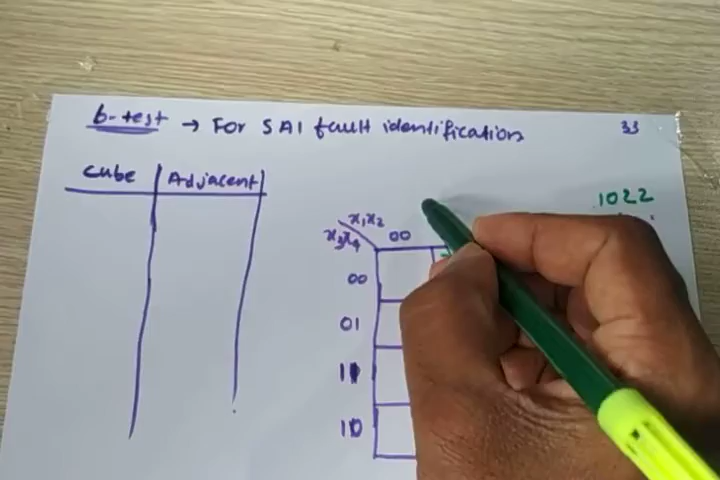 b-test → For SA1 fault identification 33
Cube Adjacent
1022
x₁x₂
x₃x₄ 00
00
01
11
10